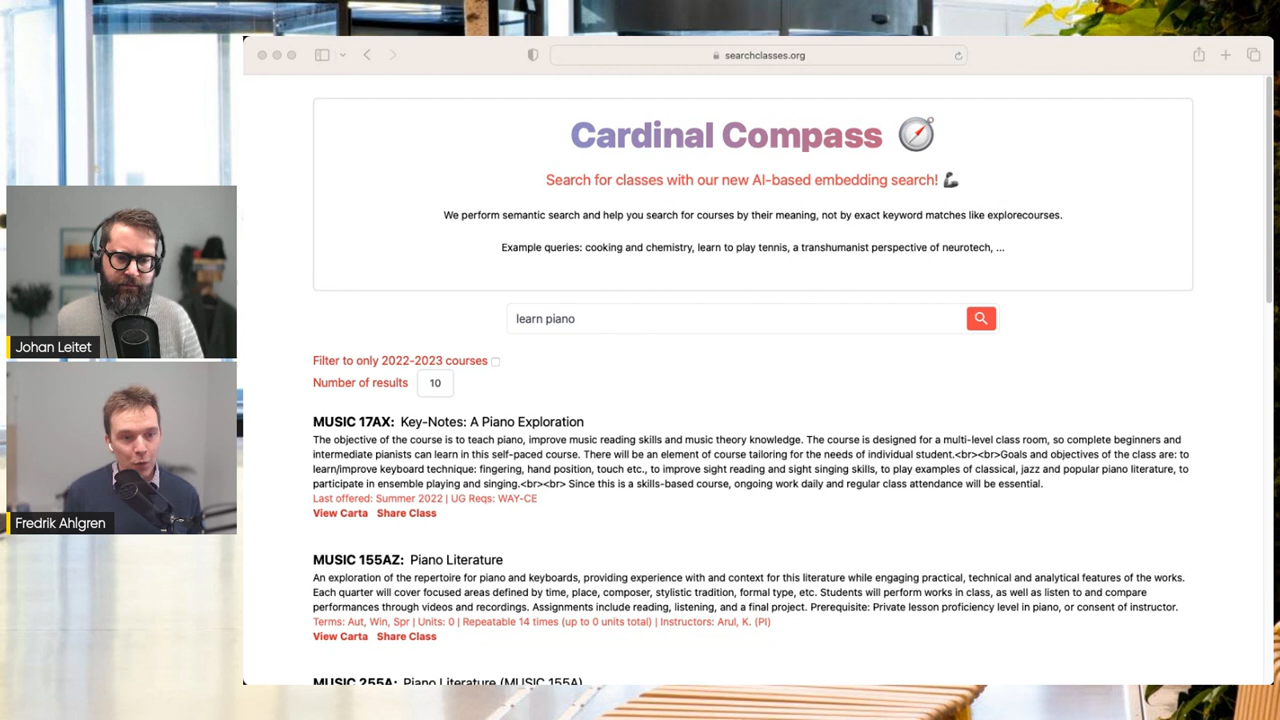 searchclasses.org
Cardinal Compass
Search for classes with our new AI-based embedding search!
We perform semantic search and help you search for courses by their meaning, not by exact keyword matches like explorecourses.
Example queries: cooking and chemistry, learn to play tennis, a transhumanist perspective of neurotech, ...
learn piano
Filter to only 2022-2023 courses
Number of results 10
MUSIC 17AX: Key-Notes: A Piano Exploration
The objective of the course is to teach piano, improve music reading skills and music theory knowledge. The course is designed for a multi-level class room, so complete beginners and
intermediate pianists can learn in this self-paced course. There will be an element of course tailoring for the needs of individual student.<br><br>Goals and objectives of the class are: to
learn/improve keyboard technique: fingering, hand position, touch etc., to improve sight reading and sight singing skills, to play examples of classical, jazz and popular piano literature, to
participate in ensemble playing and singing.<br><br> Since this is a skills-based course, ongoing work daily and regular class attendance will be essential.
Last offered: Summer 2022 | UG Reqs: WAY-CE
View Carta Share Class
MUSIC 155AZ: Piano Literature
An exploration of the repertoire for piano and keyboards, providing experience with and context for this literature while engaging practical, technical and analytical features of the works.
Each quarter will cover focused areas defined by time, place, composer, stylistic tradition, formal type, etc. Students will perform works in class, as well as listen to and compare
performances through videos and recordings. Assignments include reading, listening, and a final project. Prerequisite: Private lesson proficiency level in piano, or consent of instructor.
Terms: Aut, Win, Spr | Units: 0 | Repeatable 14 times (up to 0 units total) | Instructors: Arul, K. (PI)
View Carta Share Class
MUSIC 255A: Piano Literature (MUSIC 155A)
Johan Leitet
Fredrik Ahlgren